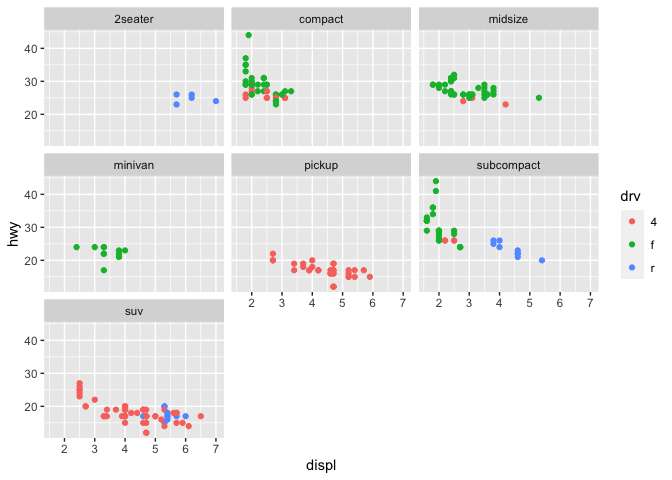 2seater compact midsize
40
30
20
minivan pickup subcompact
40
30
20
drv
4
f
r
hwy
2 3 4 5 6 7 2 3 4 5 6 7
suv
40
30
20
2 3 4 5 6 7
displ